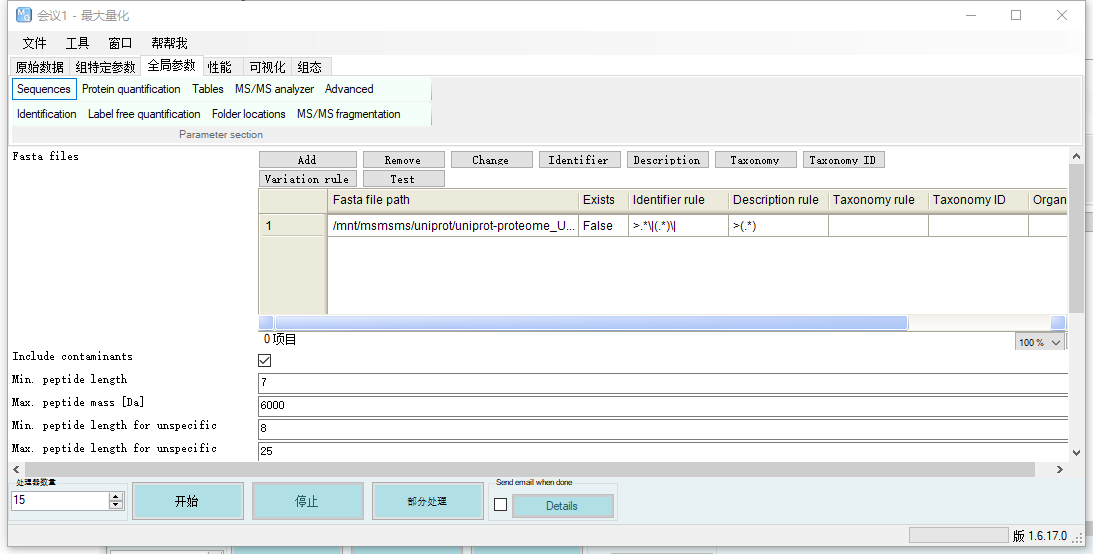 会议1 - 最大量化
文件 工具 窗口 帮帮我
原始数据 组特定参数 全局参数 性能 可视化 组态
Sequences Protein quantification Tables MS/MS analyzer Advanced
Identification Label free quantification Folder locations MS/MS fragmentation
Parameter section
Fasta files Add Remove Change Identifier Description Taxonomy Taxonomy ID
Variation rule Test
Fasta file path Exists Identifier rule Description rule Taxonomy rule Taxonomy ID Organ
1 /mnt/msmsms/uniprot/uniprot-proteome_U... False >.*\|(.*)\| >(.*)
0 项目 100 %
Include contaminants
Min. peptide length 7
Max. peptide mass [Da] 6000
Min. peptide length for unspecific 8
Max. peptide length for unspecific 25
处理器数量 Send email when done
15 开始 停止 部分处理 Details
版 1.6.17.0